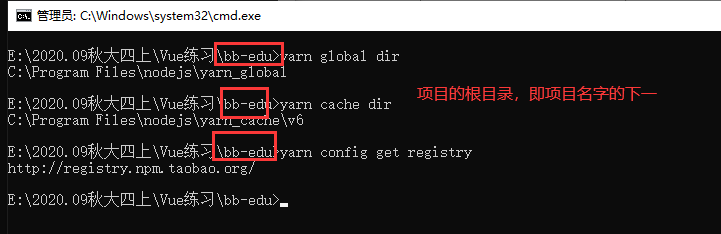 管理员: C:\Windows\system32\cmd.exe
E:\2020.09秋大四上\Vue练习\bb-edu>yarn global dir
C:\Program Files\nodejs\yarn_global
E:\2020.09秋大四上\Vue练习\bb-edu>yarn cache dir
项目的根目录，即项目名字的下一
C:\Program Files\nodejs\yarn_cache\v6
E:\2020.09秋大四上\Vue练习\bb-edu>yarn config get registry
http://registry.npm.taobao.org/
E:\2020.09秋大四上\Vue练习\bb-edu>